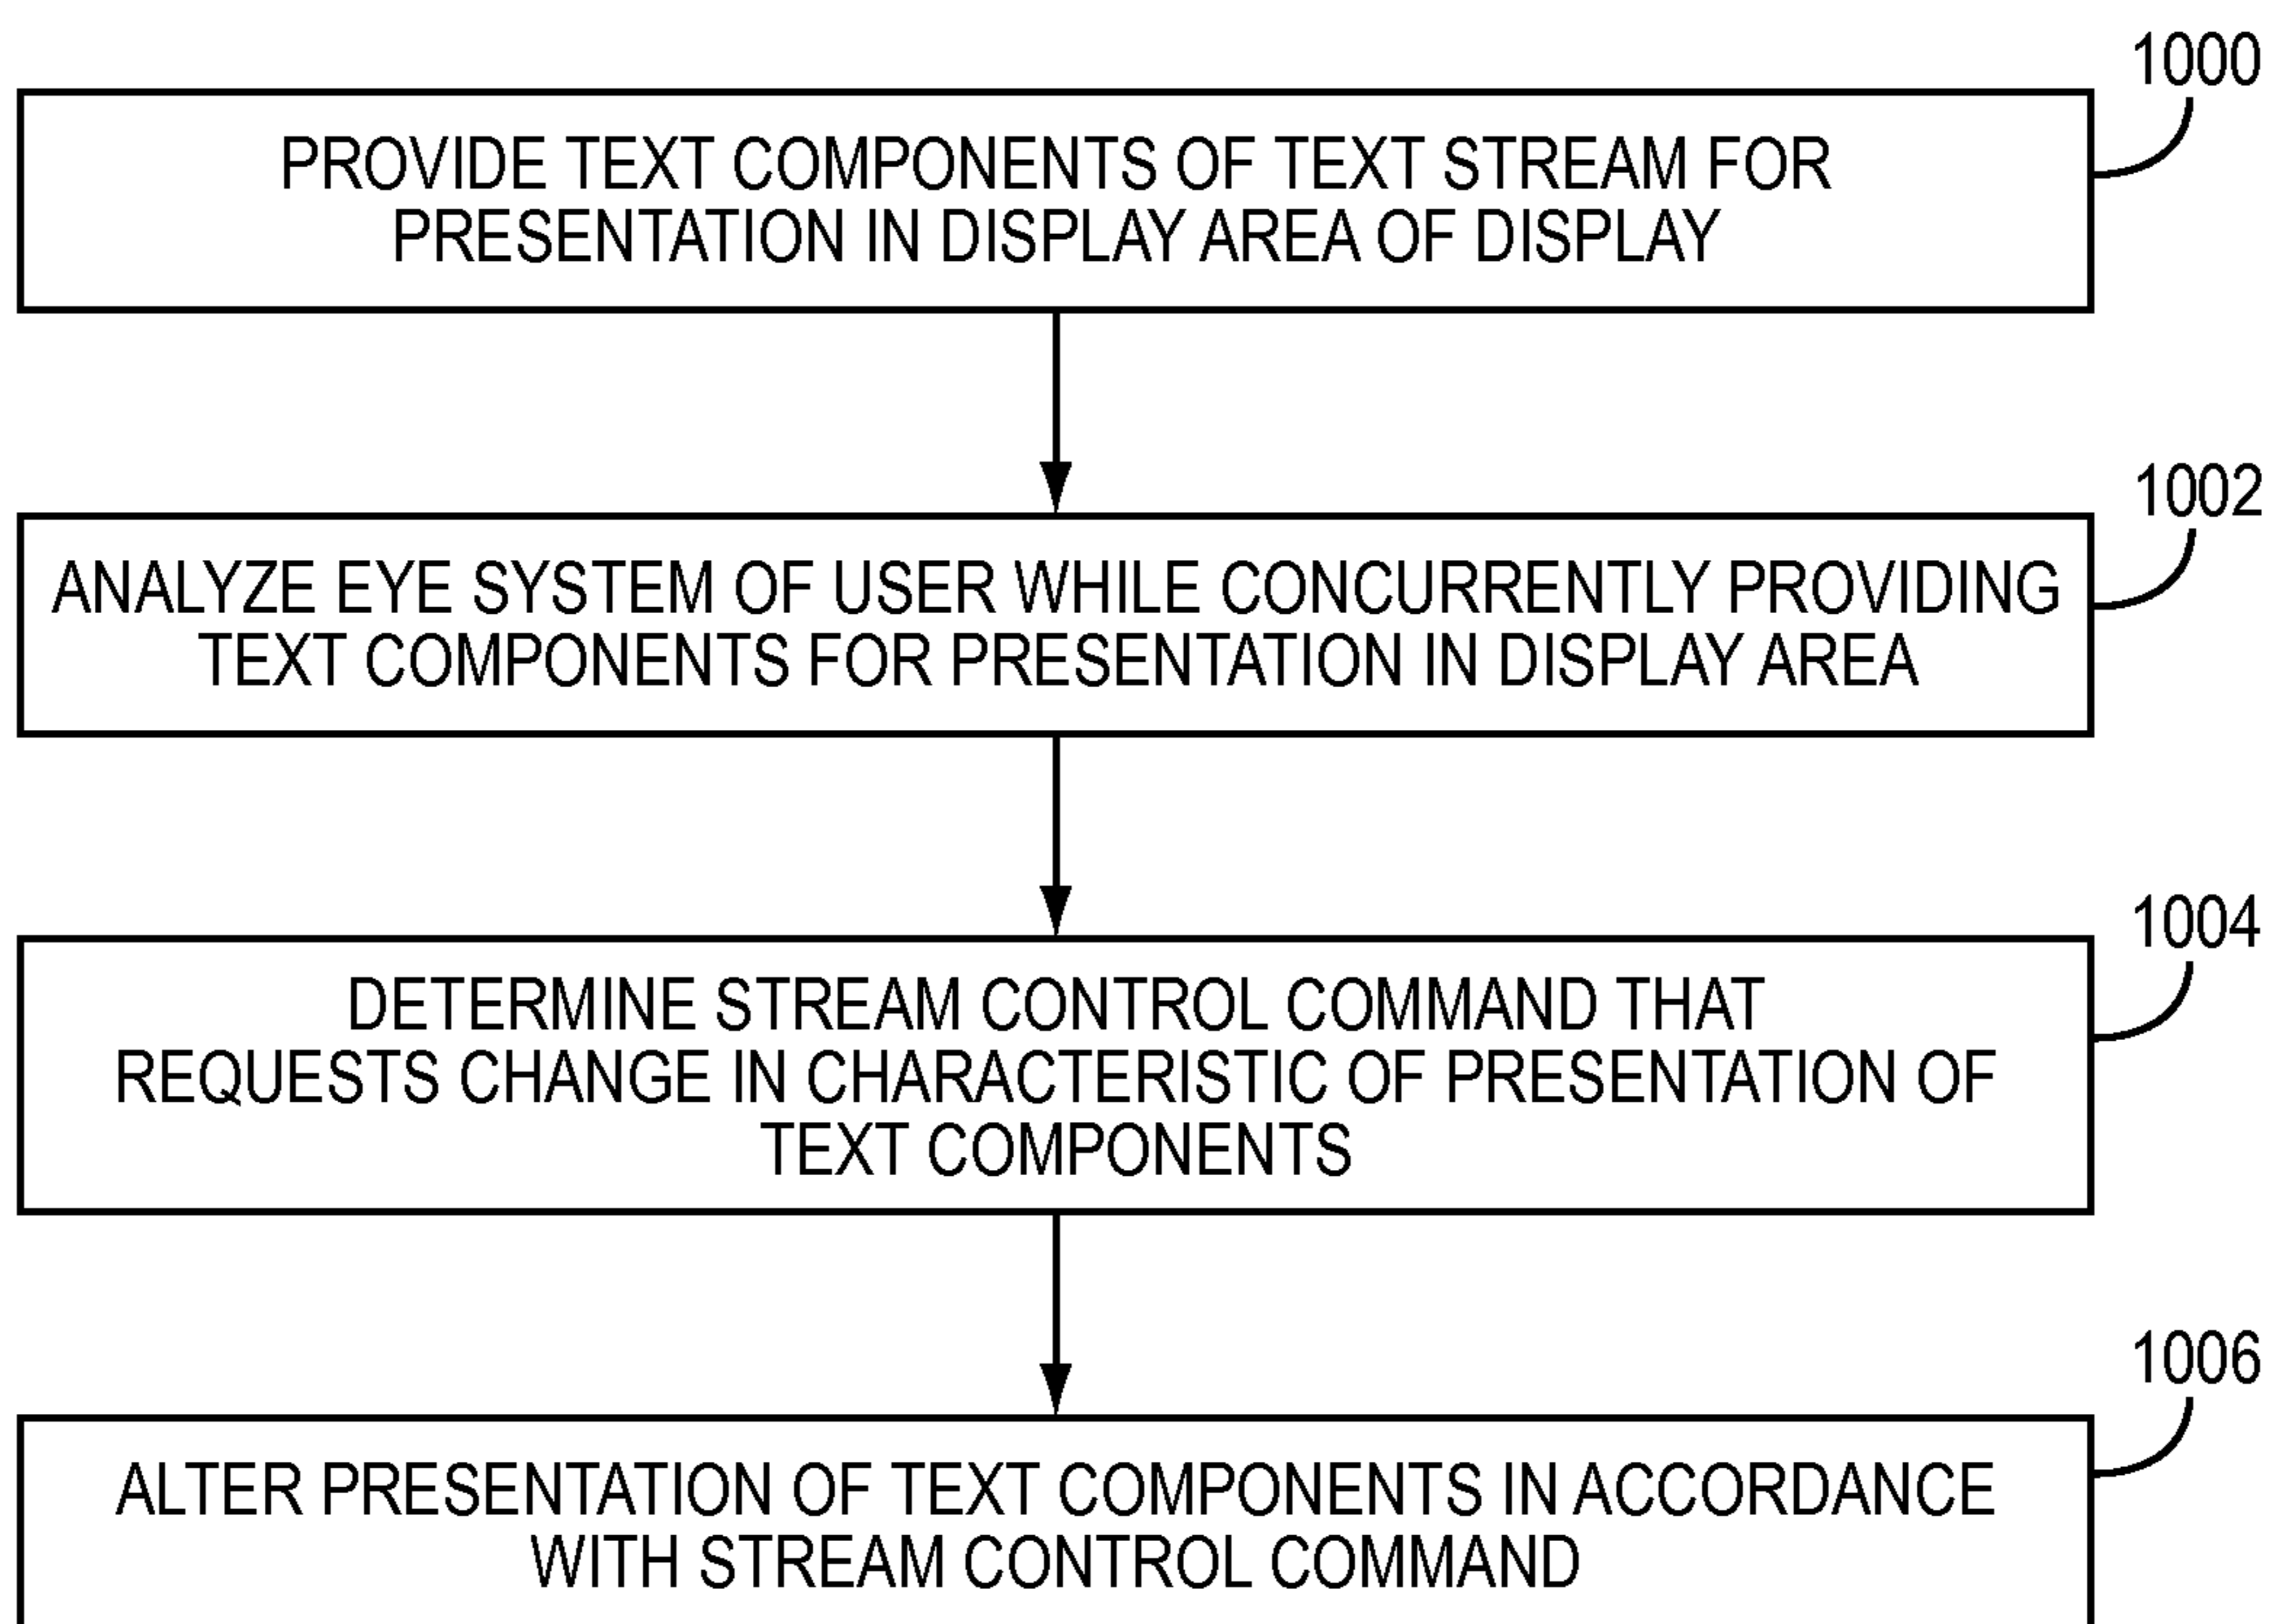 1000
PROVIDE TEXT COMPONENTS OF TEXT STREAM FOR
PRESENTATION IN DISPLAY AREA OF DISPLAY
1002
ANALYZE EYE SYSTEM OF USER WHILE CONCURRENTLY PROVIDING
TEXT COMPONENTS FOR PRESENTATION IN DISPLAY AREA
1004
DETERMINE STREAM CONTROL COMMAND THAT
REQUESTS CHANGE IN CHARACTERISTIC OF PRESENTATION OF
TEXT COMPONENTS
1006
ALTER PRESENTATION OF TEXT COMPONENTS IN ACCORDANCE
WITH STREAM CONTROL COMMAND